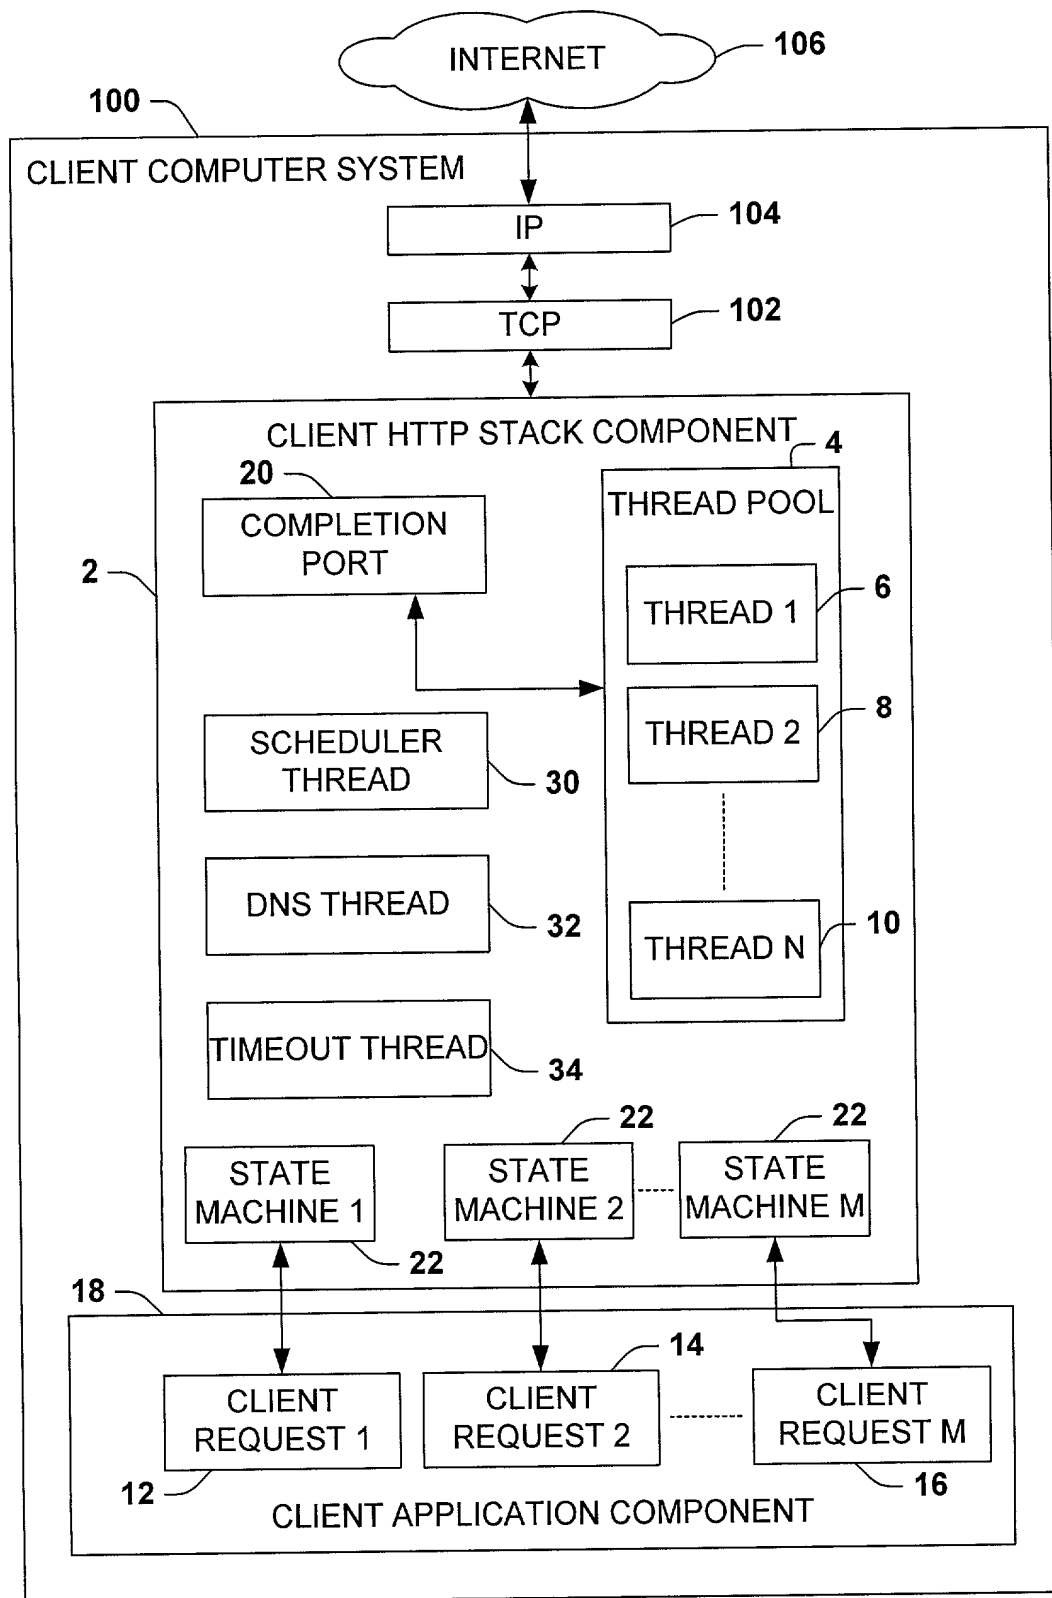 INTERNET
106
100
CLIENT COMPUTER SYSTEM
IP
104
TCP
102
CLIENT HTTP STACK COMPONENT
2
20
COMPLETION
PORT
4
THREAD POOL
THREAD 1
6
THREAD 2
8
THREAD N
10
SCHEDULER
THREAD
30
DNS THREAD
32
TIMEOUT THREAD
34
STATE
MACHINE 1
22
22
STATE
MACHINE 2
22
STATE
MACHINE M
18
CLIENT
REQUEST 1
12
14
CLIENT
REQUEST 2
CLIENT
REQUEST M
16
CLIENT APPLICATION COMPONENT